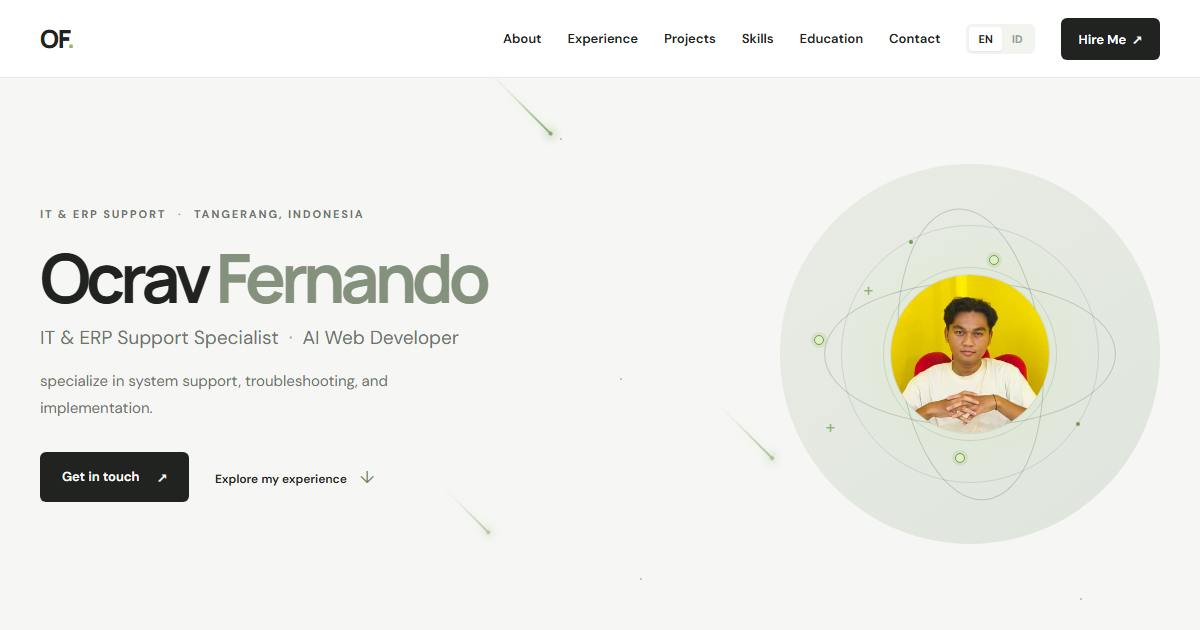 OF.
About Experience Projects Skills Education Contact EN ID Hire Me ↗
IT & ERP SUPPORT · TANGERANG, INDONESIA
Ocrav Fernando
IT & ERP Support Specialist · AI Web Developer
specialize in system support, troubleshooting, and
implementation.
Get in touch ↗ Explore my experience ↓